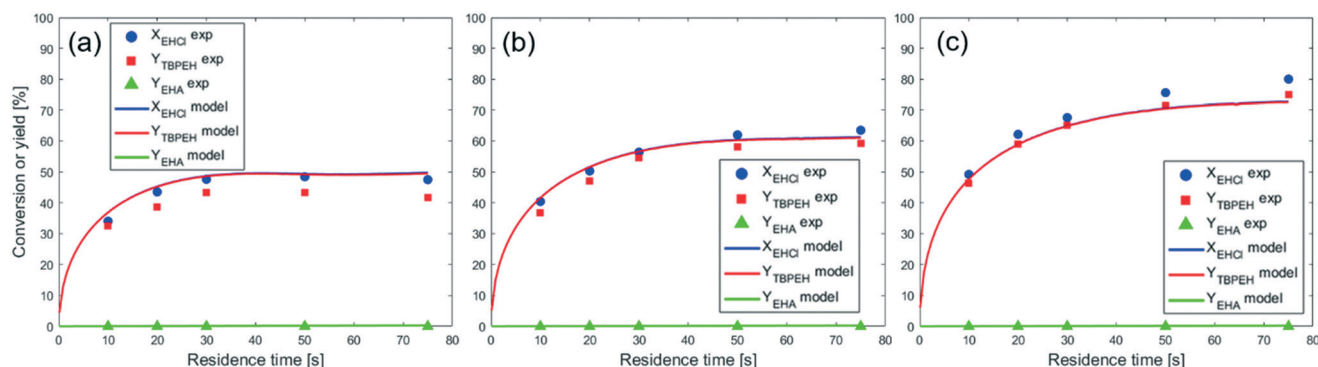 Conversion or yield [%]
100
90
80
70
60
50
40
30
20
10
0
(a)
X_EHCl exp
Y_TBPEH exp
Y_EHA exp
X_EHCl model
Y_TBPEH model
Y_EHA model
0 10 20 30 40 50 60 70 80
Residence time [s]
100
90
80
70
60
50
40
30
20
10
0
(b)
X_EHCl exp
Y_TBPEH exp
Y_EHA exp
X_EHCl model
Y_TBPEH model
Y_EHA model
0 10 20 30 40 50 60 70 80
Residence time [s]
100
90
80
70
60
50
40
30
20
10
0
(c)
X_EHCl exp
Y_TBPEH exp
Y_EHA exp
X_EHCl model
Y_TBPEH model
Y_EHA model
0 10 20 30 40 50 60 70 80
Residence time [s]